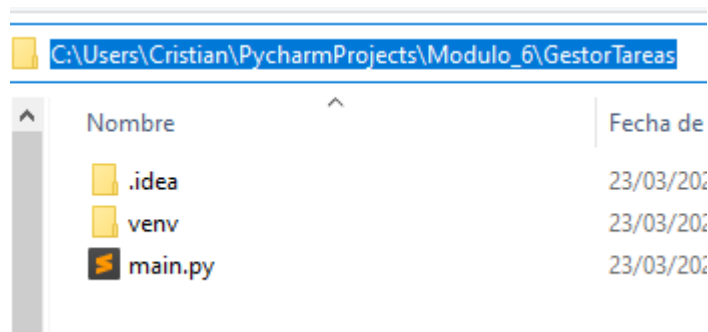 C:\Users\Cristian\PycharmProjects\Modulo_6\GestorTareas
Nombre Fecha de
.idea 23/03/202
venv 23/03/202
main.py 23/03/202